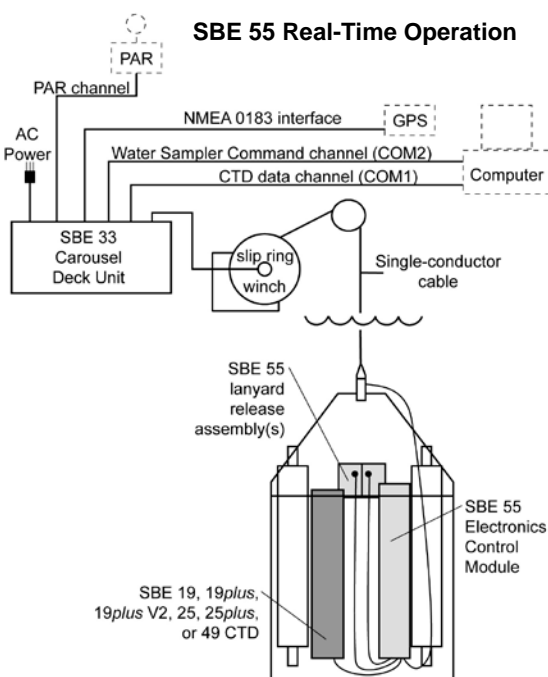 SBE 55 Real-Time Operation
PAR
PAR channel
NMEA 0183 interface
GPS
AC
Power
Water Sampler Command channel (COM2)
CTD data channel (COM1)
Computer
SBE 33
Carousel
Deck Unit
slip ring
winch
Single-conductor
cable
SBE 55
lanyard
release
assembly(s)
SBE 55
Electronics
Control
Module
SBE 19, 19plus,
19plus V2, 25, 25plus,
or 49 CTD